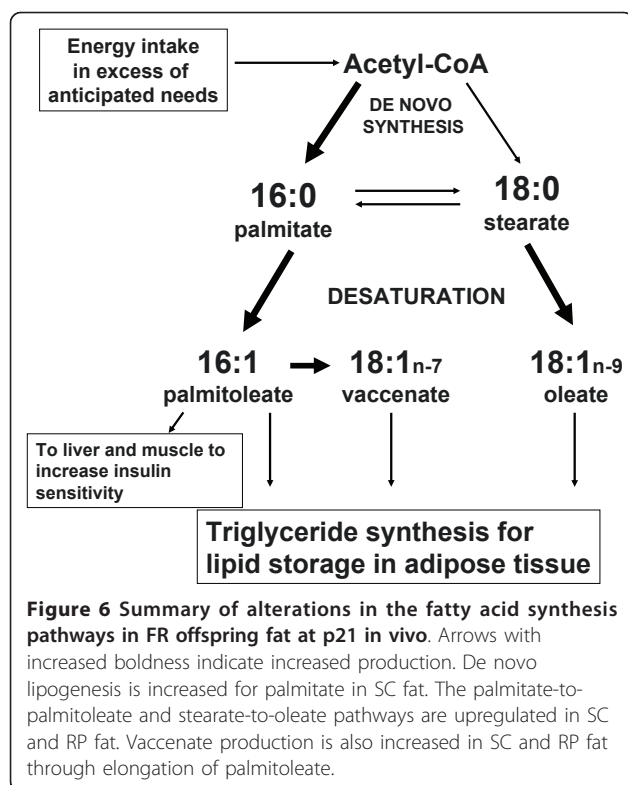 Energy intake
in excess of
anticipated needs
Acetyl-CoA
DE NOVO
SYNTHESIS
16:0
palmitate
18:0
stearate
DESATURATION
16:1
palmitoleate
18:1n-7
vaccenate
18:1n-9
oleate
To liver and muscle to
increase insulin
sensitivity
Triglyceride synthesis for
lipid storage in adipose tissue
Figure 6 Summary of alterations in the fatty acid synthesis
pathways in FR offspring fat at p21 in vivo. Arrows with
increased boldness indicate increased production. De novo
lipogenesis is increased for palmitate in SC fat. The palmitate-to-
palmitoleate and stearate-to-oleate pathways are upregulated in SC
and RP fat. Vaccenate production is also increased in SC and RP fat
through elongation of palmitoleate.